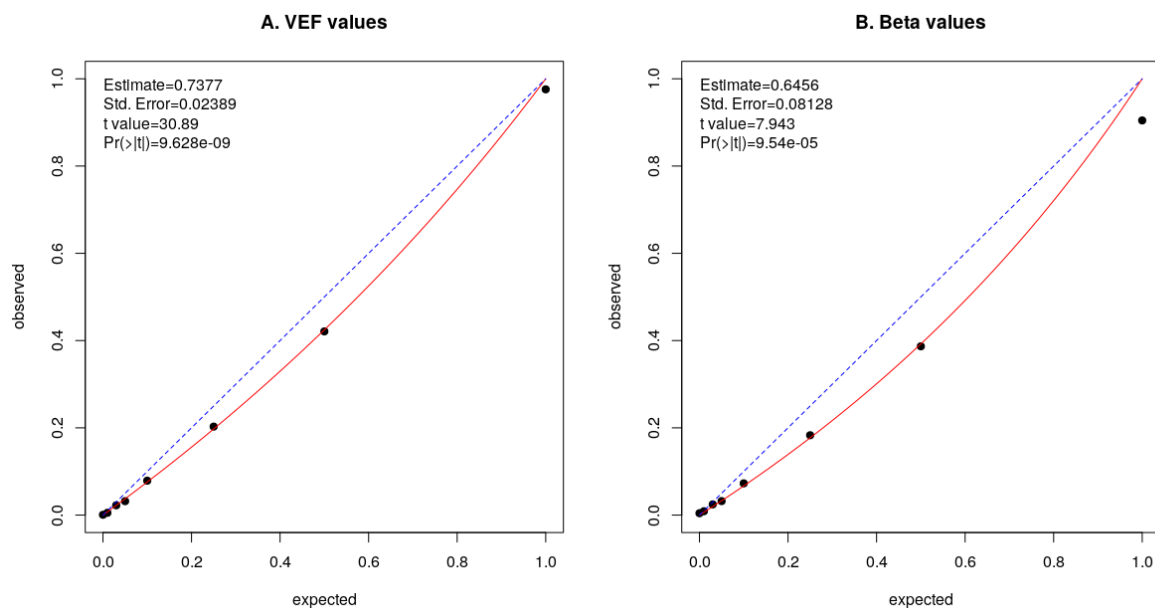 A. VEF values
Estimate=0.7377
Std. Error=0.02389
t value=30.89
Pr(>|t|)=9.628e-09
observed
1.0
0.8
0.6
0.4
0.2
0.0
0.0 0.2 0.4 0.6 0.8 1.0
expected
B. Beta values
Estimate=0.6456
Std. Error=0.08128
t value=7.943
Pr(>|t|)=9.54e-05
observed
1.0
0.8
0.6
0.4
0.2
0.0
0.0 0.2 0.4 0.6 0.8 1.0
expected